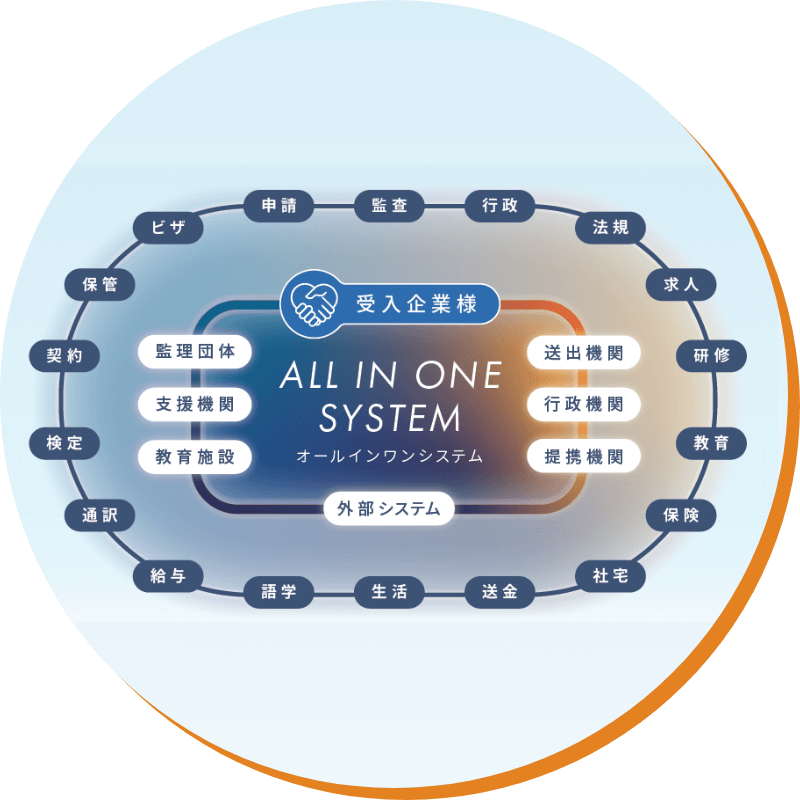 申請
監査
行政
ビザ
法規
保管
求人
受入企業様
契約
監理団体
送出機関
研修
ALL IN ONE
SYSTEM
支援機関
行政機関
検定
教育施設
オールインワンシステム
提携機関
教育
通訳
外部システム
保険
給与
社宅
語学
生活
送金